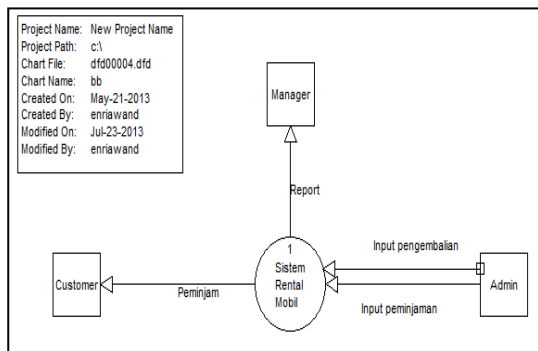 Project Name: New Project Name
Project Path: c:\
Chart File: dfd00004.dfd
Chart Name: bb
Created On: May-21-2013
Created By: enriawand
Modified On: Jul-23-2013
Modified By: enriawand
Manager
Report
1
Sistem
Rental
Mobil
Input pengembalian
Customer
Peminjam
Admin
Input peminjaman